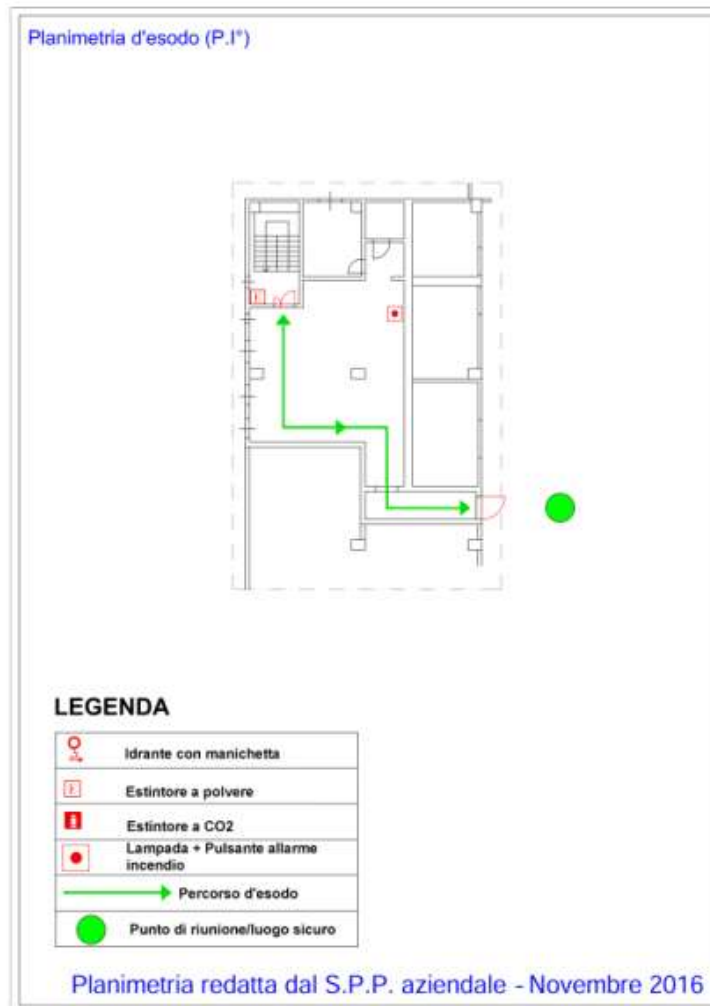 Planimetria d'esodo (P.I°)
LEGENDA
Idrante con manichetta
Estintore a polvere
Estintore a CO2
Lampada + Pulsante allarme
incendio
Percorso d'esodo
Punto di riunione/luogo sicuro
Planimetria redatta dal S.P.P. aziendale - Novembre 2016